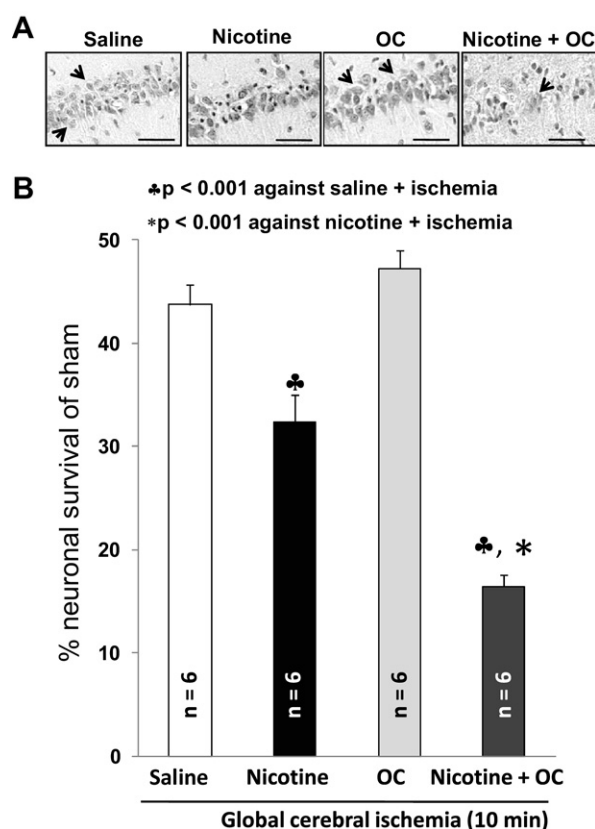 A
Saline Nicotine OC Nicotine + OC
B
♣p < 0.001 against saline + ischemia
*p < 0.001 against nicotine + ischemia
% neuronal survival of sham
50
40
30
20
10
0
♣
♣, *
n = 6 n = 6 n = 6 n = 6
Saline Nicotine OC Nicotine + OC
Global cerebral ischemia (10 min)